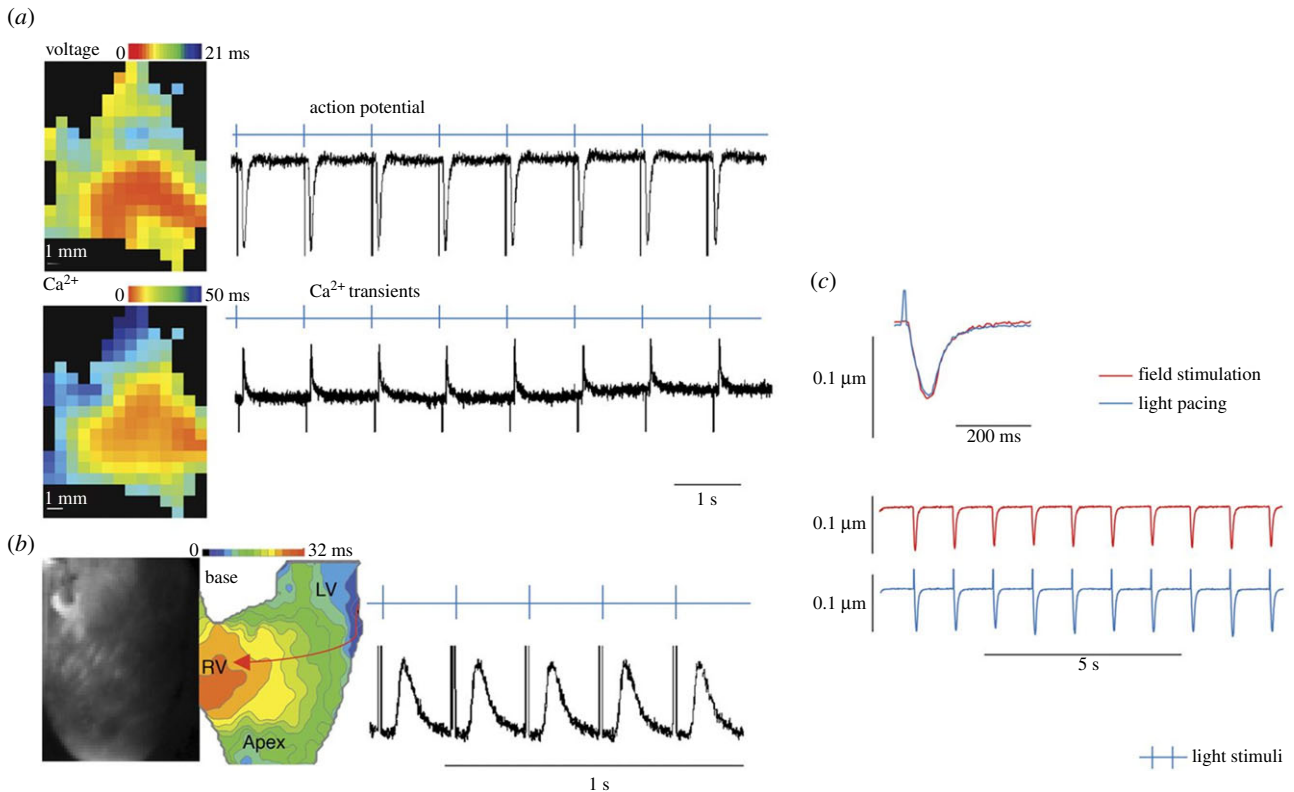 (a)
voltage 0 21 ms
action potential
1 mm
Ca2+ 0 50 ms
Ca2+ transients
1 mm
1 s
(b)
0 32 ms
base
LV
RV
Apex
1 s
(c)
0.1 µm
field stimulation
light pacing
200 ms
0.1 µm
0.1 µm
5 s
light stimuli